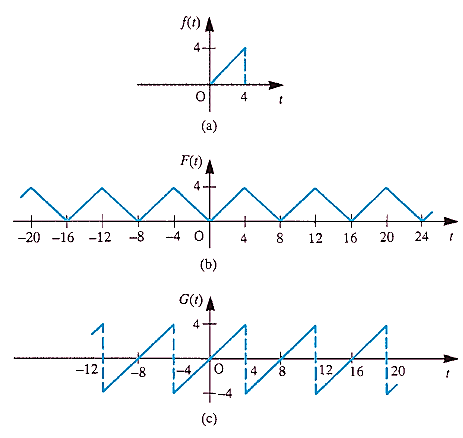 f(t)
4
O 4 t
(a)
F(t)
4
–20 –16 –12 –8 –4 O 4 8 12 16 20 24 t
(b)
G(t)
4
–12 –8 –4 O 4 8 12 16 20 t
–4
(c)